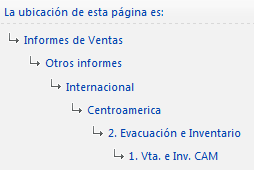 La ubicación de esta página es:
Informes de Ventas
Otros informes
Internacional
Centroamerica
2. Evacuación e Inventario
1. Vta. e Inv. CAM